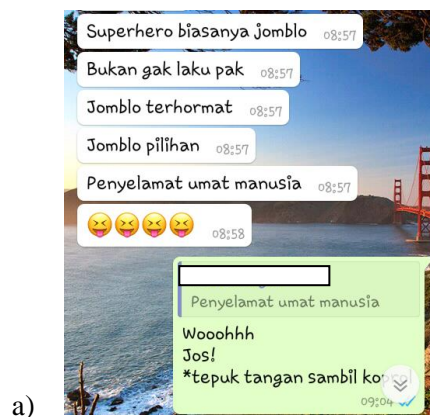 Superhero biasanya jomblo 08:57
Bukan gak laku pak 08:57
Jomblo terhormat 08:57
Jomblo pilihan 08:57
Penyelamat umat manusia 08:57
😝😝😝😝 08:58
Penyelamat umat manusia
Wooohhh
Jos!
*tepuk tangan sambil
09:04
a)